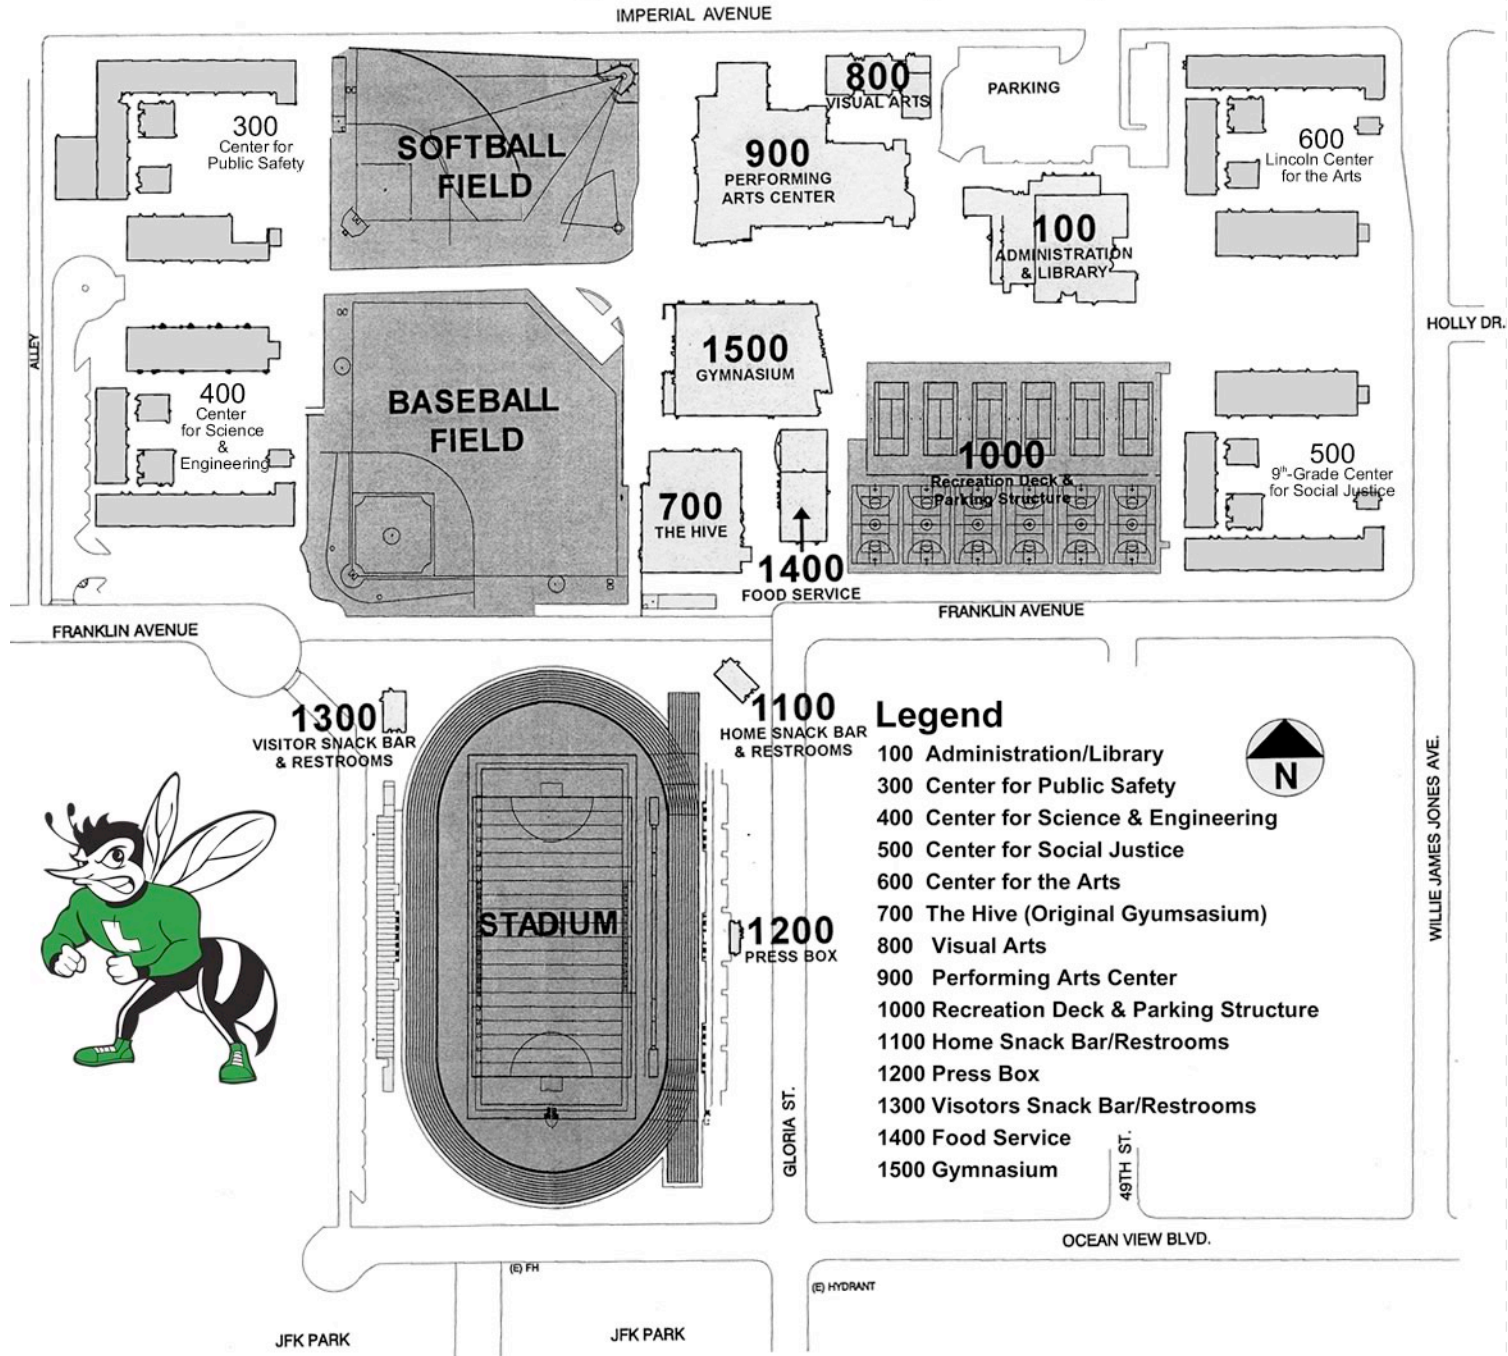 IMPERIAL AVENUE
300
Center for
Public Safety
SOFTBALL
FIELD
800
VISUAL ARTS
900
PERFORMING
ARTS CENTER
PARKING
100
ADMINISTRATION
& LIBRARY
600
Lincoln Center
for the Arts
ALLEY
HOLLY DR.
400
Center
for Science
&
Engineering
BASEBALL
FIELD
1500
GYMNASIUM
700
THE HIVE
1400
FOOD SERVICE
1000
Recreation Deck &
Parking Structure
500
9th-Grade Center
for Social Justice
FRANKLIN AVENUE
FRANKLIN AVENUE
1300
VISITOR SNACK BAR
& RESTROOMS
1100
HOME SNACK BAR
& RESTROOMS
STADIUM
1200
PRESS BOX
L
Legend
100 Administration/Library
300 Center for Public Safety
400 Center for Science & Engineering
500 Center for Social Justice
600 Center for the Arts
700 The Hive (Original Gyumsasium)
800 Visual Arts
900 Performing Arts Center
1000 Recreation Deck & Parking Structure
1100 Home Snack Bar/Restrooms
1200 Press Box
1300 Visotors Snack Bar/Restrooms
1400 Food Service
1500 Gymnasium
N
WILLIE JAMES JONES AVE.
GLORIA ST.
49TH ST.
OCEAN VIEW BLVD.
(E) FH
(E) HYDRANT
JFK PARK
JFK PARK